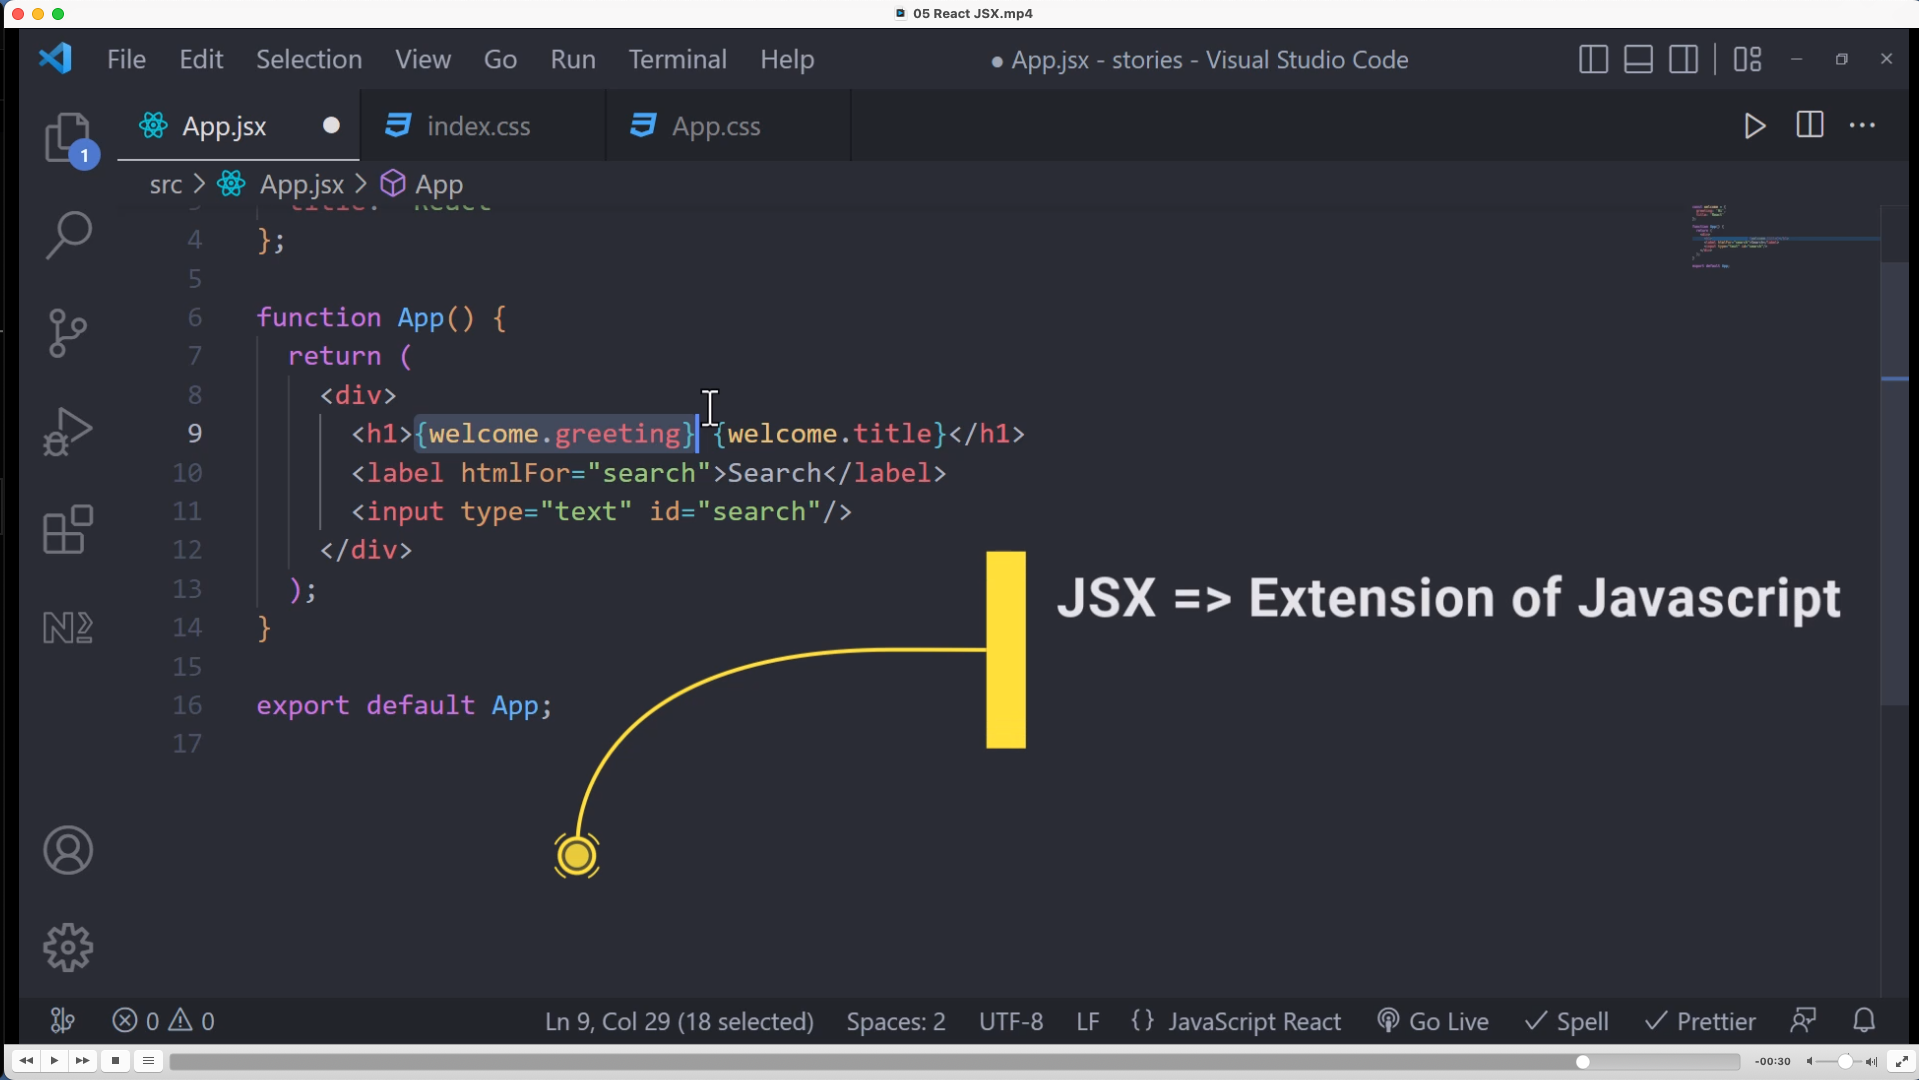 05 React JSX.mp4
File Edit Selection View Go Run Terminal Help
● App.jsx - stories - Visual Studio Code
App.jsx ● index.css App.css
1
src > App.jsx > App
4 };
5
6 function App() {
7 return (
8 <div>
9 <h1>{welcome.greeting} {welcome.title}</h1>
10 <label htmlFor="search">Search</label>
11 <input type="text" id="search"/>
12 </div>
13 );
14 }
15
16 export default App;
17
JSX => Extension of Javascript
0 0 Ln 9, Col 29 (18 selected) Spaces: 2 UTF-8 LF {} JavaScript React Go Live Spell Prettier
-00:30